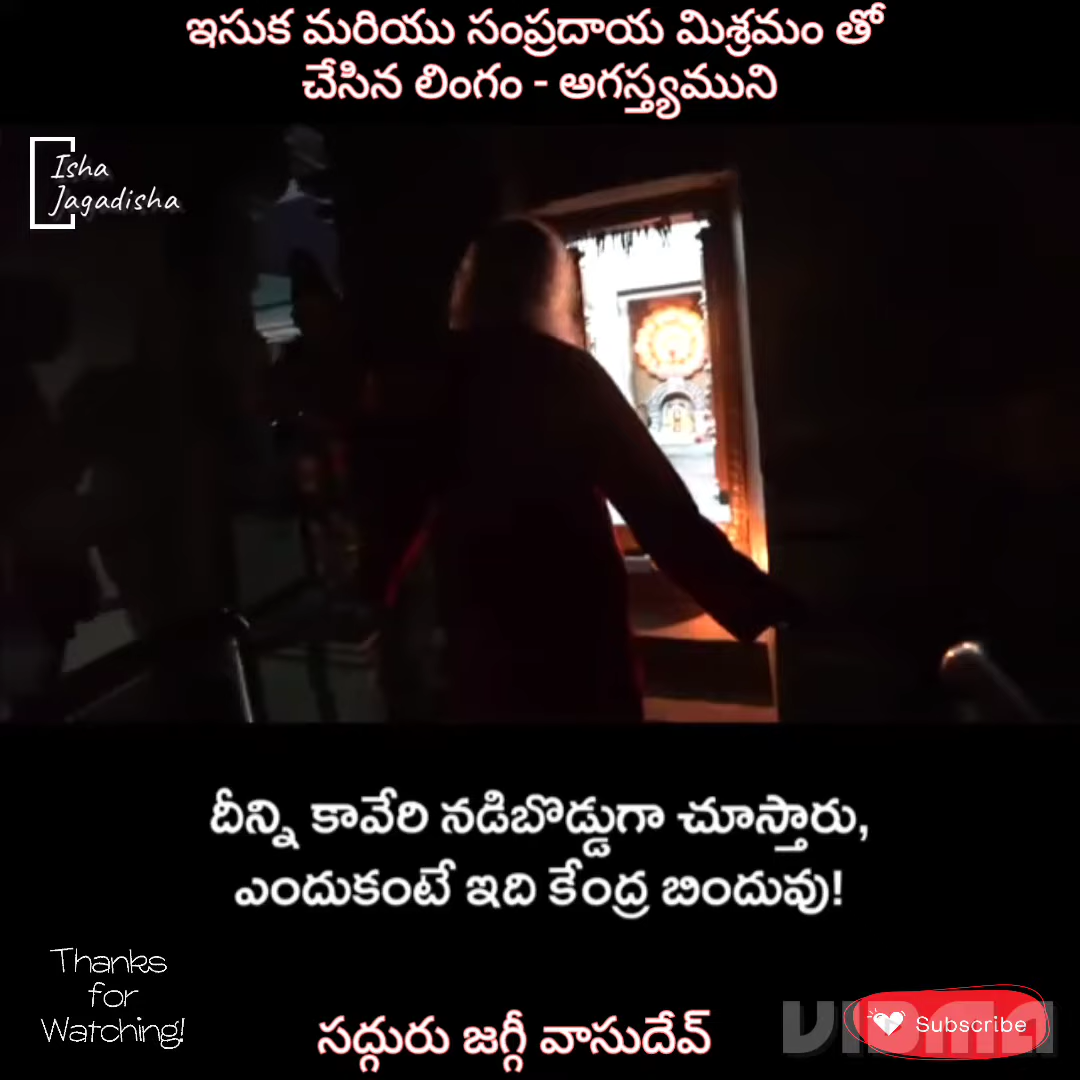 ఇసుక మరియు సంప్రదాయ మిశ్రమం తో
చేసిన లింగం - అగస్త్యముని
Isha
Jagadisha
దీన్ని కావేరి నడిబొడ్డుగా చూస్తారు,
ఎందుకంటే ఇది కేంద్ర బిందువు!
Thanks
for
Watching!
సద్గురు జగ్గీ వాసుదేవ్
Subscribe